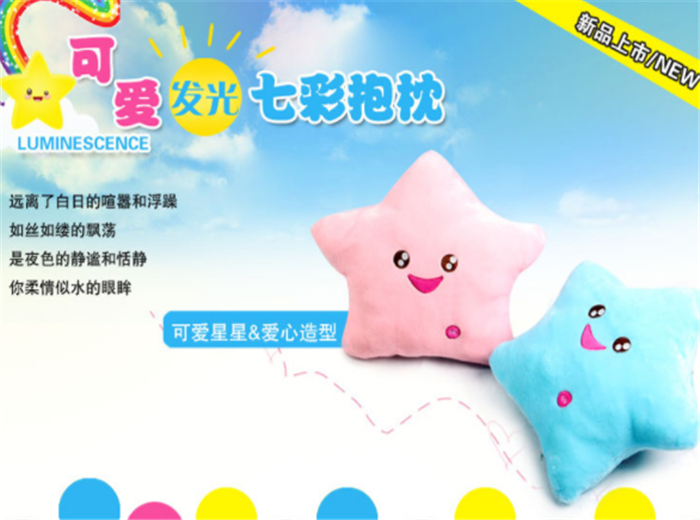 新品上市/NEW
可爱发光七彩抱枕
LUMINESCENCE
远离了白日的喧嚣和浮躁
如丝如缕的飘荡
是夜色的静谧和恬静
你柔情似水的眼眸
可爱星星&爱心造型